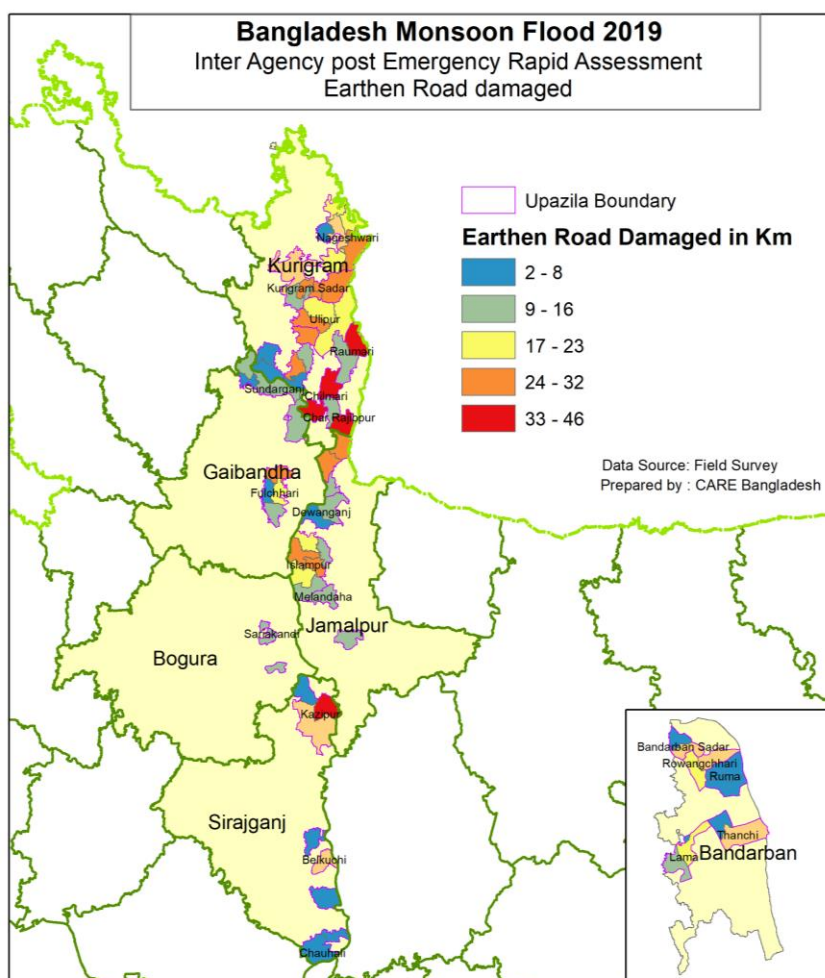 Bangladesh Monsoon Flood 2019
Inter Agency post Emergency Rapid Assessment
Earthen Road damaged
Upazila Boundary
Earthen Road Damaged in Km
2 - 8
9 - 16
17 - 23
24 - 32
33 - 46
Data Source: Field Survey
Prepared by : CARE Bangladesh
Nageshwari
Kurigram
Kurigram Sadar
Ulipur
Raumari
Sundarganj
Chilmari
Char Rajibpur
Gaibandha
Fulchhari
Dewanganj
Islampur
Melandaha
Jamalpur
Sariakandi
Bogura
Kazipur
Sirajganj
Belkuchi
Chauhali
Bandarban Sadar
Rowangchhari
Ruma
Thanchi
Lama
Bandarban